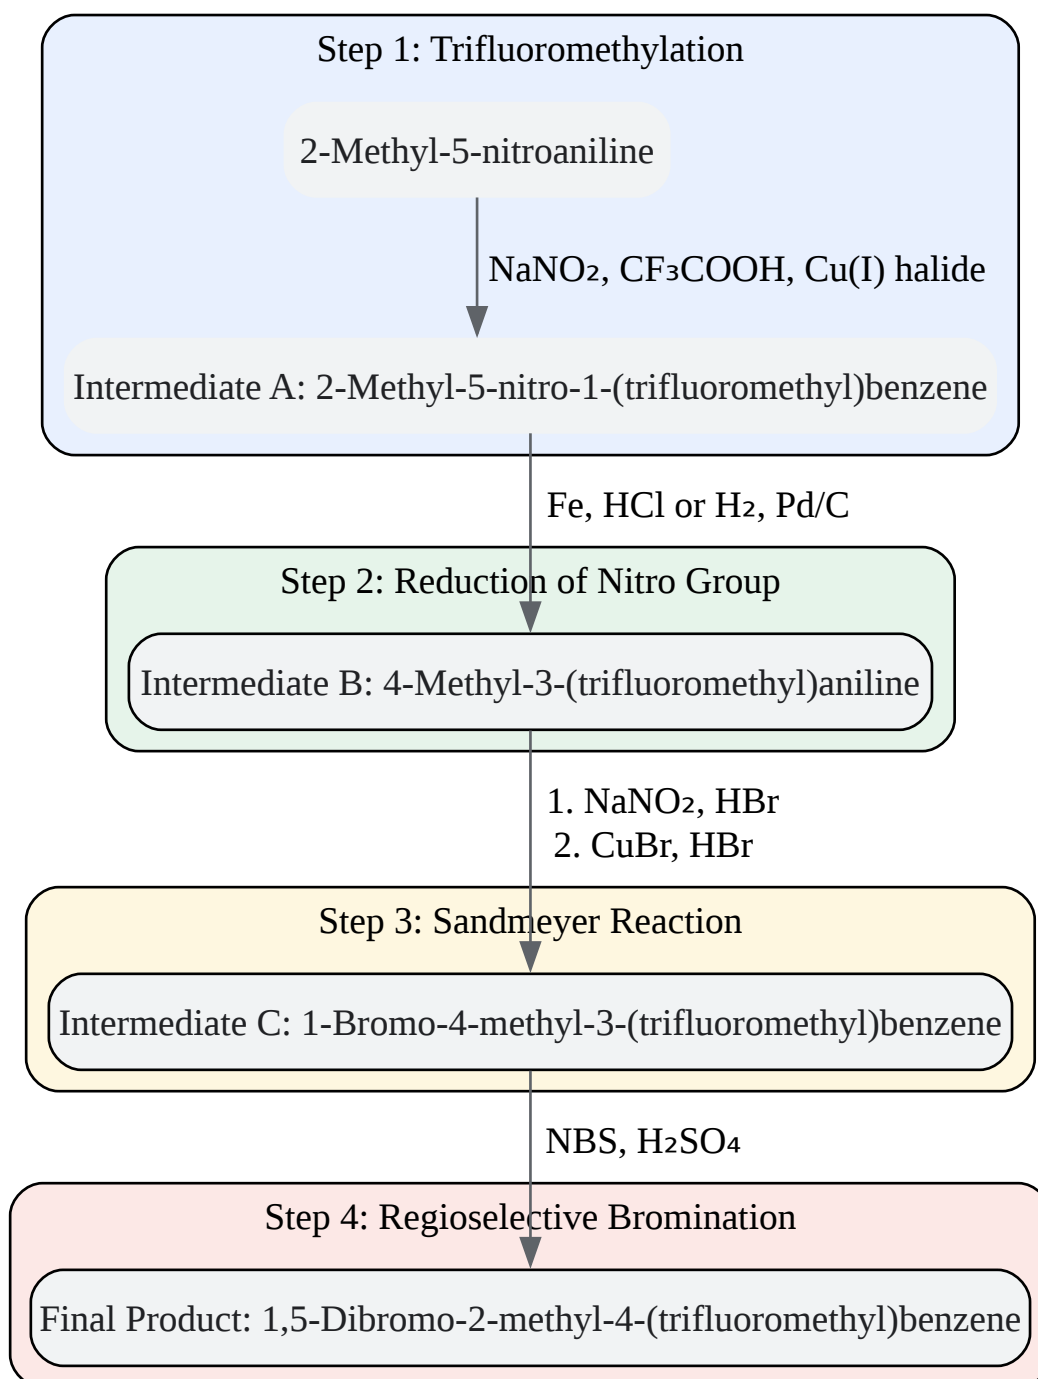 Step 1: Trifluoromethylation
2-Methyl-5-nitroaniline
NaNO₂, CF₃COOH, Cu(I) halide
Intermediate A: 2-Methyl-5-nitro-1-(trifluoromethyl)benzene
Fe, HCl or H₂, Pd/C
Step 2: Reduction of Nitro Group
Intermediate B: 4-Methyl-3-(trifluoromethyl)aniline
1. NaNO₂, HBr
2. CuBr, HBr
Step 3: Sandmeyer Reaction
Intermediate C: 1-Bromo-4-methyl-3-(trifluoromethyl)benzene
NBS, H₂SO₄
Step 4: Regioselective Bromination
Final Product: 1,5-Dibromo-2-methyl-4-(trifluoromethyl)benzene